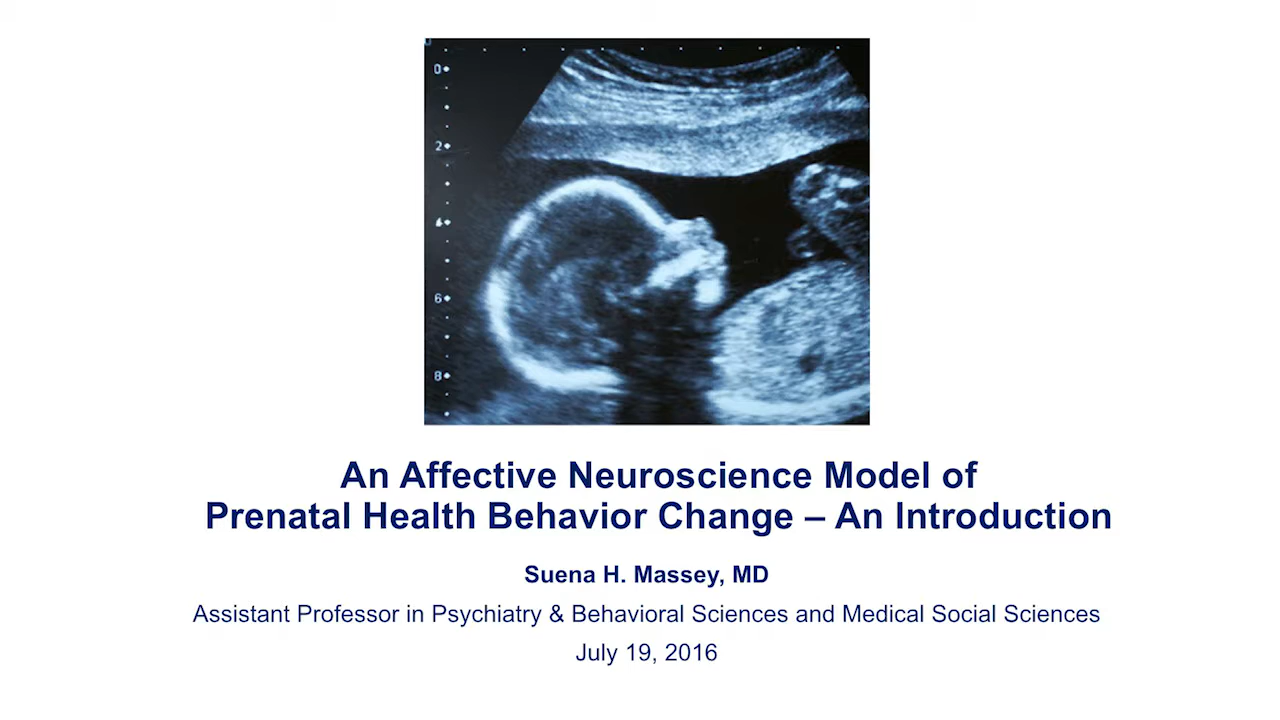 0
2
4
6
8
An Affective Neuroscience Model of
Prenatal Health Behavior Change – An Introduction
Suena H. Massey, MD
Assistant Professor in Psychiatry & Behavioral Sciences and Medical Social Sciences
July 19, 2016